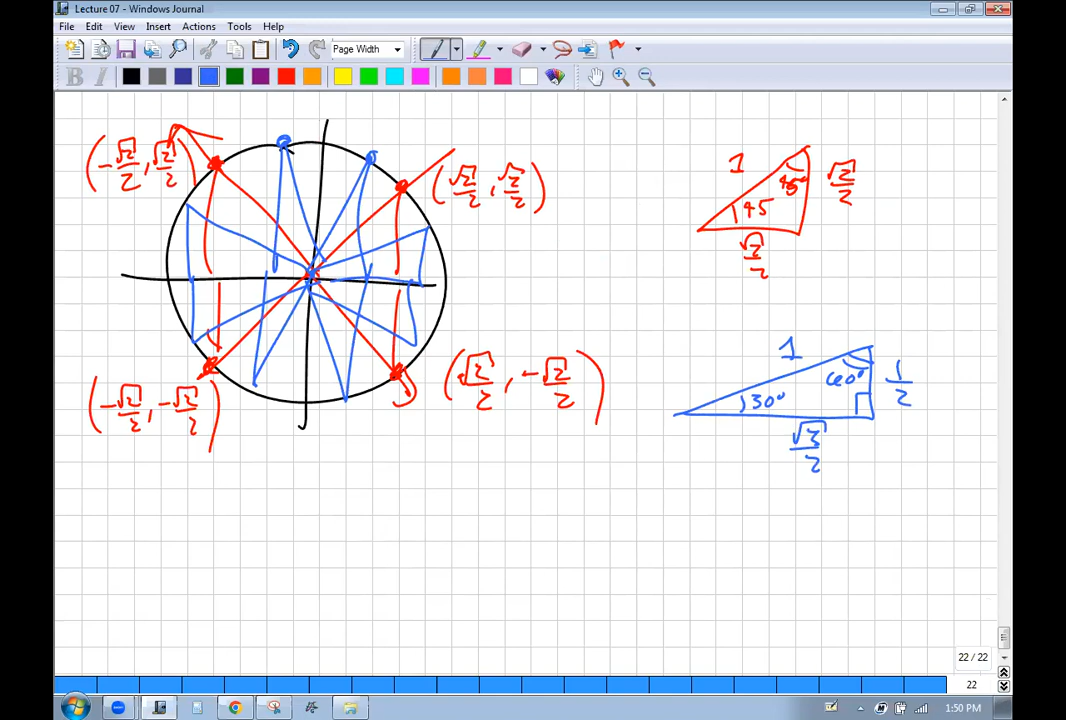 Lecture 07 - Windows Journal
File Edit View Insert Actions Tools Help
Page Width
B I
(-√2/2, √2/2)
(√2/2, √2/2)
1
45°
√2/2
45
√2/2
(-√2/2, -√2/2)
(√2/2, -√2/2)
1
60°
1/2
30°
√3/2
22 / 22
22
1:50 PM